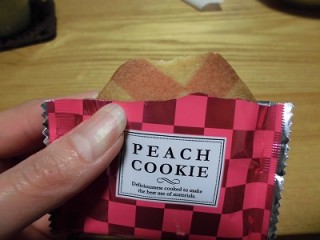 PEACH
COOKIE
Deliciousness cooked to make
the best use of materials.